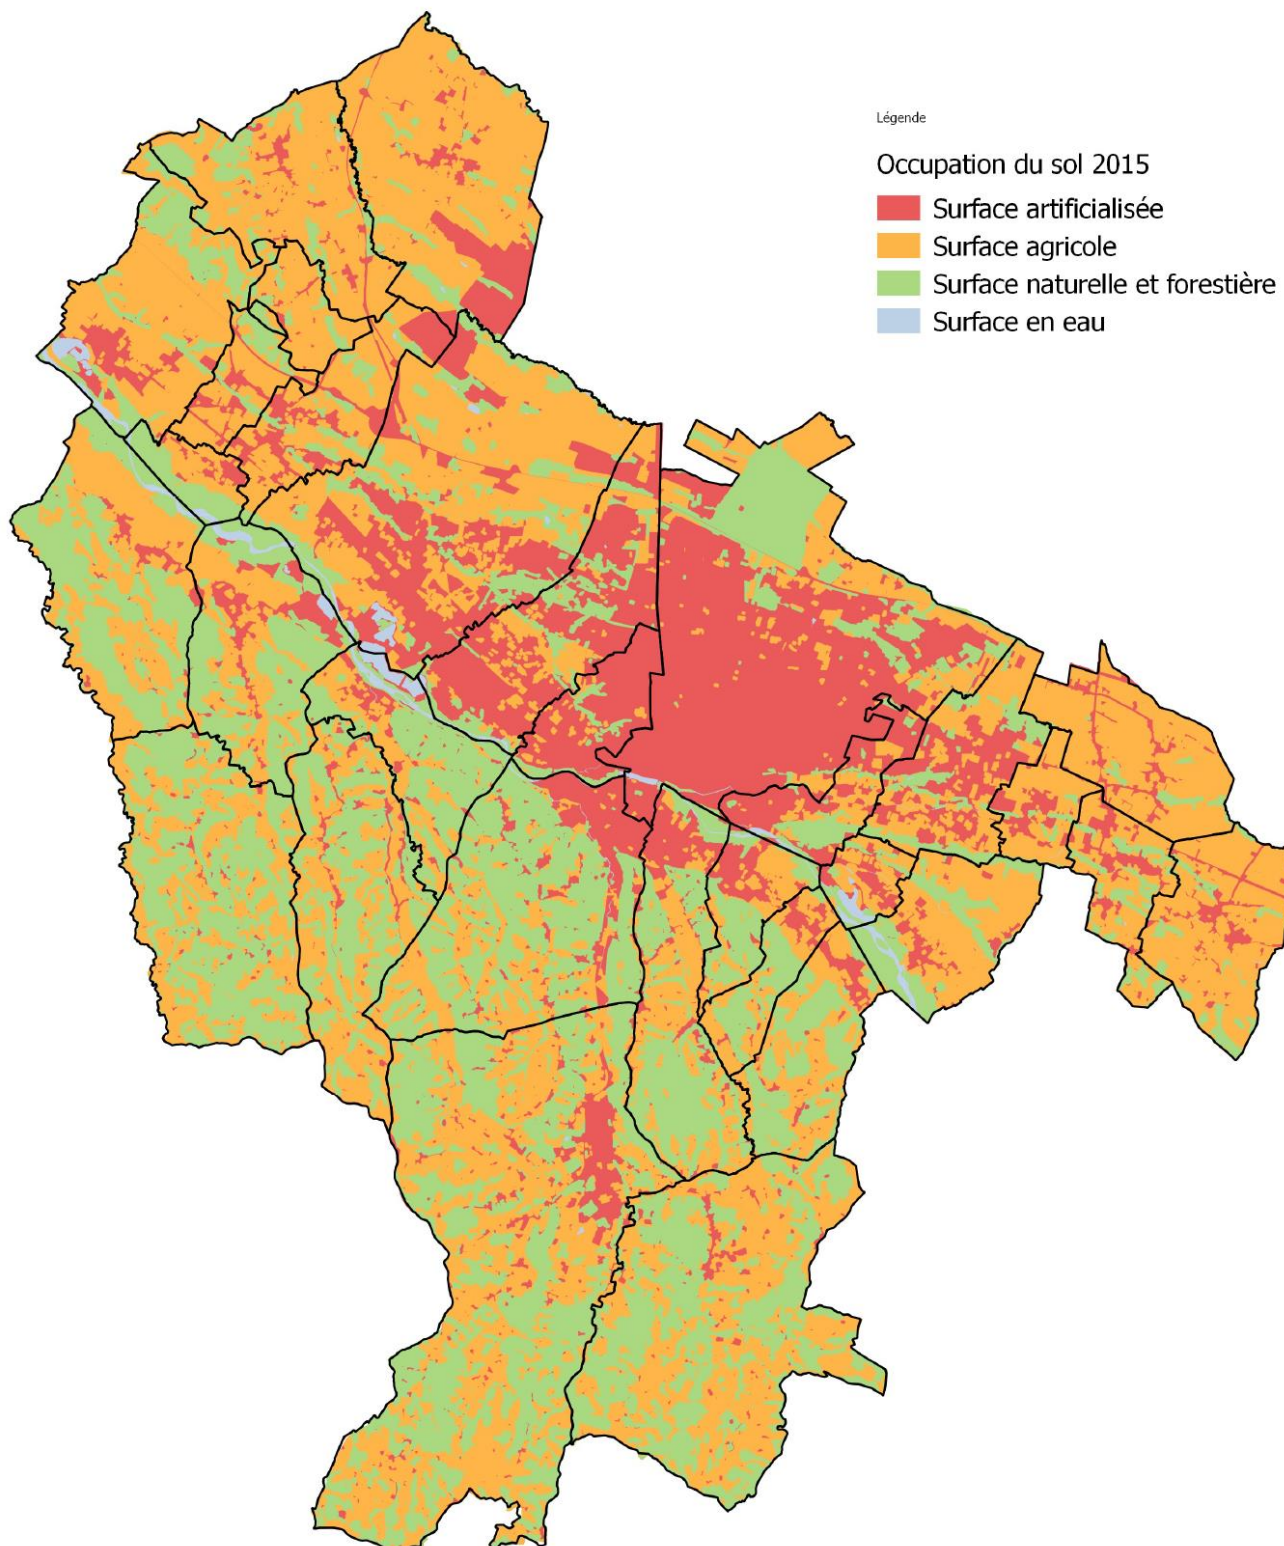 Légende
Occupation du sol 2015
Surface artificialisée
Surface agricole
Surface naturelle et forestière
Surface en eau